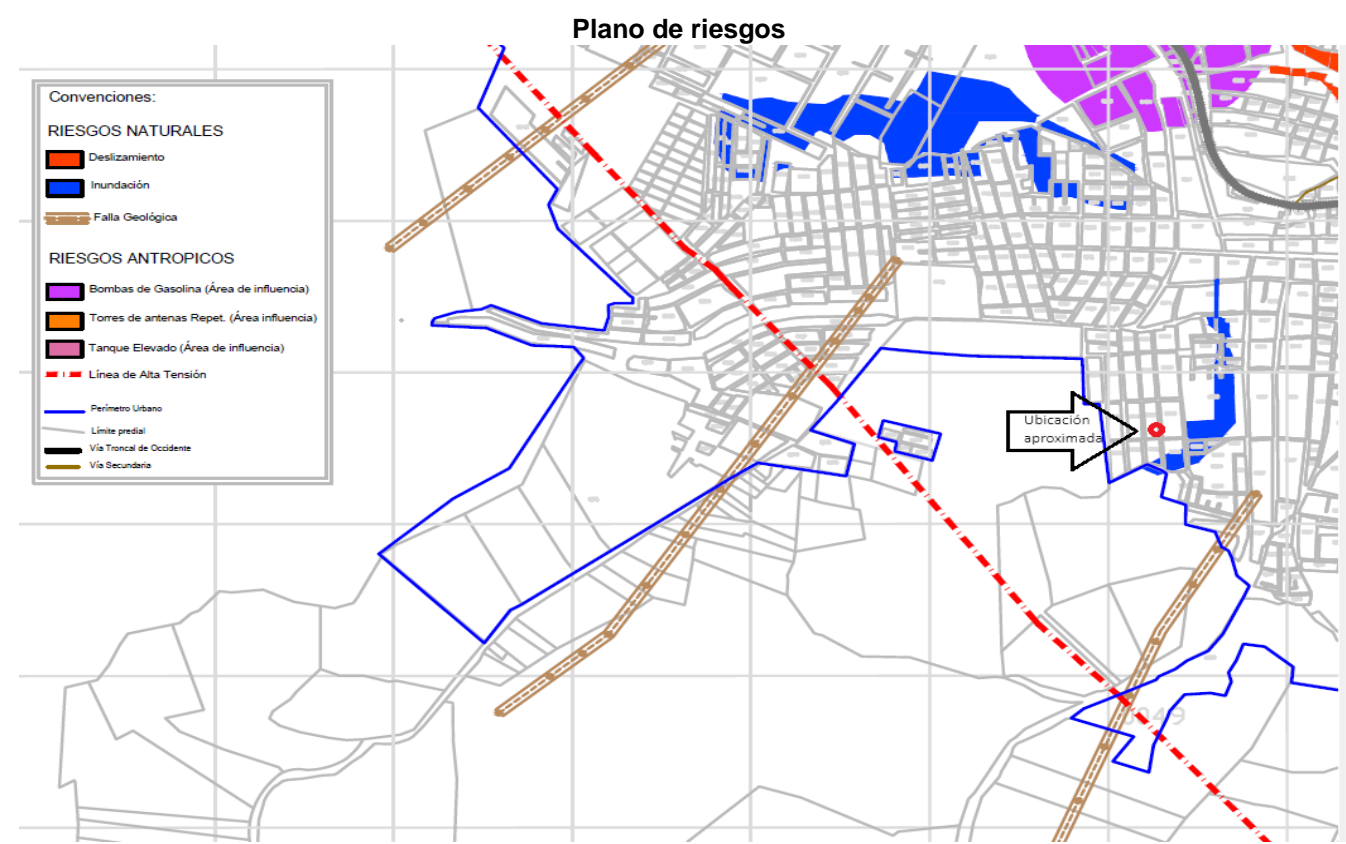 Plano de riesgos
Convenciones:
RIESGOS NATURALES
Deslizamiento
Inundación
Falla Geológica
RIESGOS ANTROPICOS
Bombas de Gasolina (Área de influencia)
Torres de antenas Repet. (Área influencia)
Tanque Elevado (Área de influencia)
Línea de Alta Tensión
Perímetro Urbano
Límite predial
Vía Troncal de Occidente
Vía Secundaria
Ubicación
aproximada